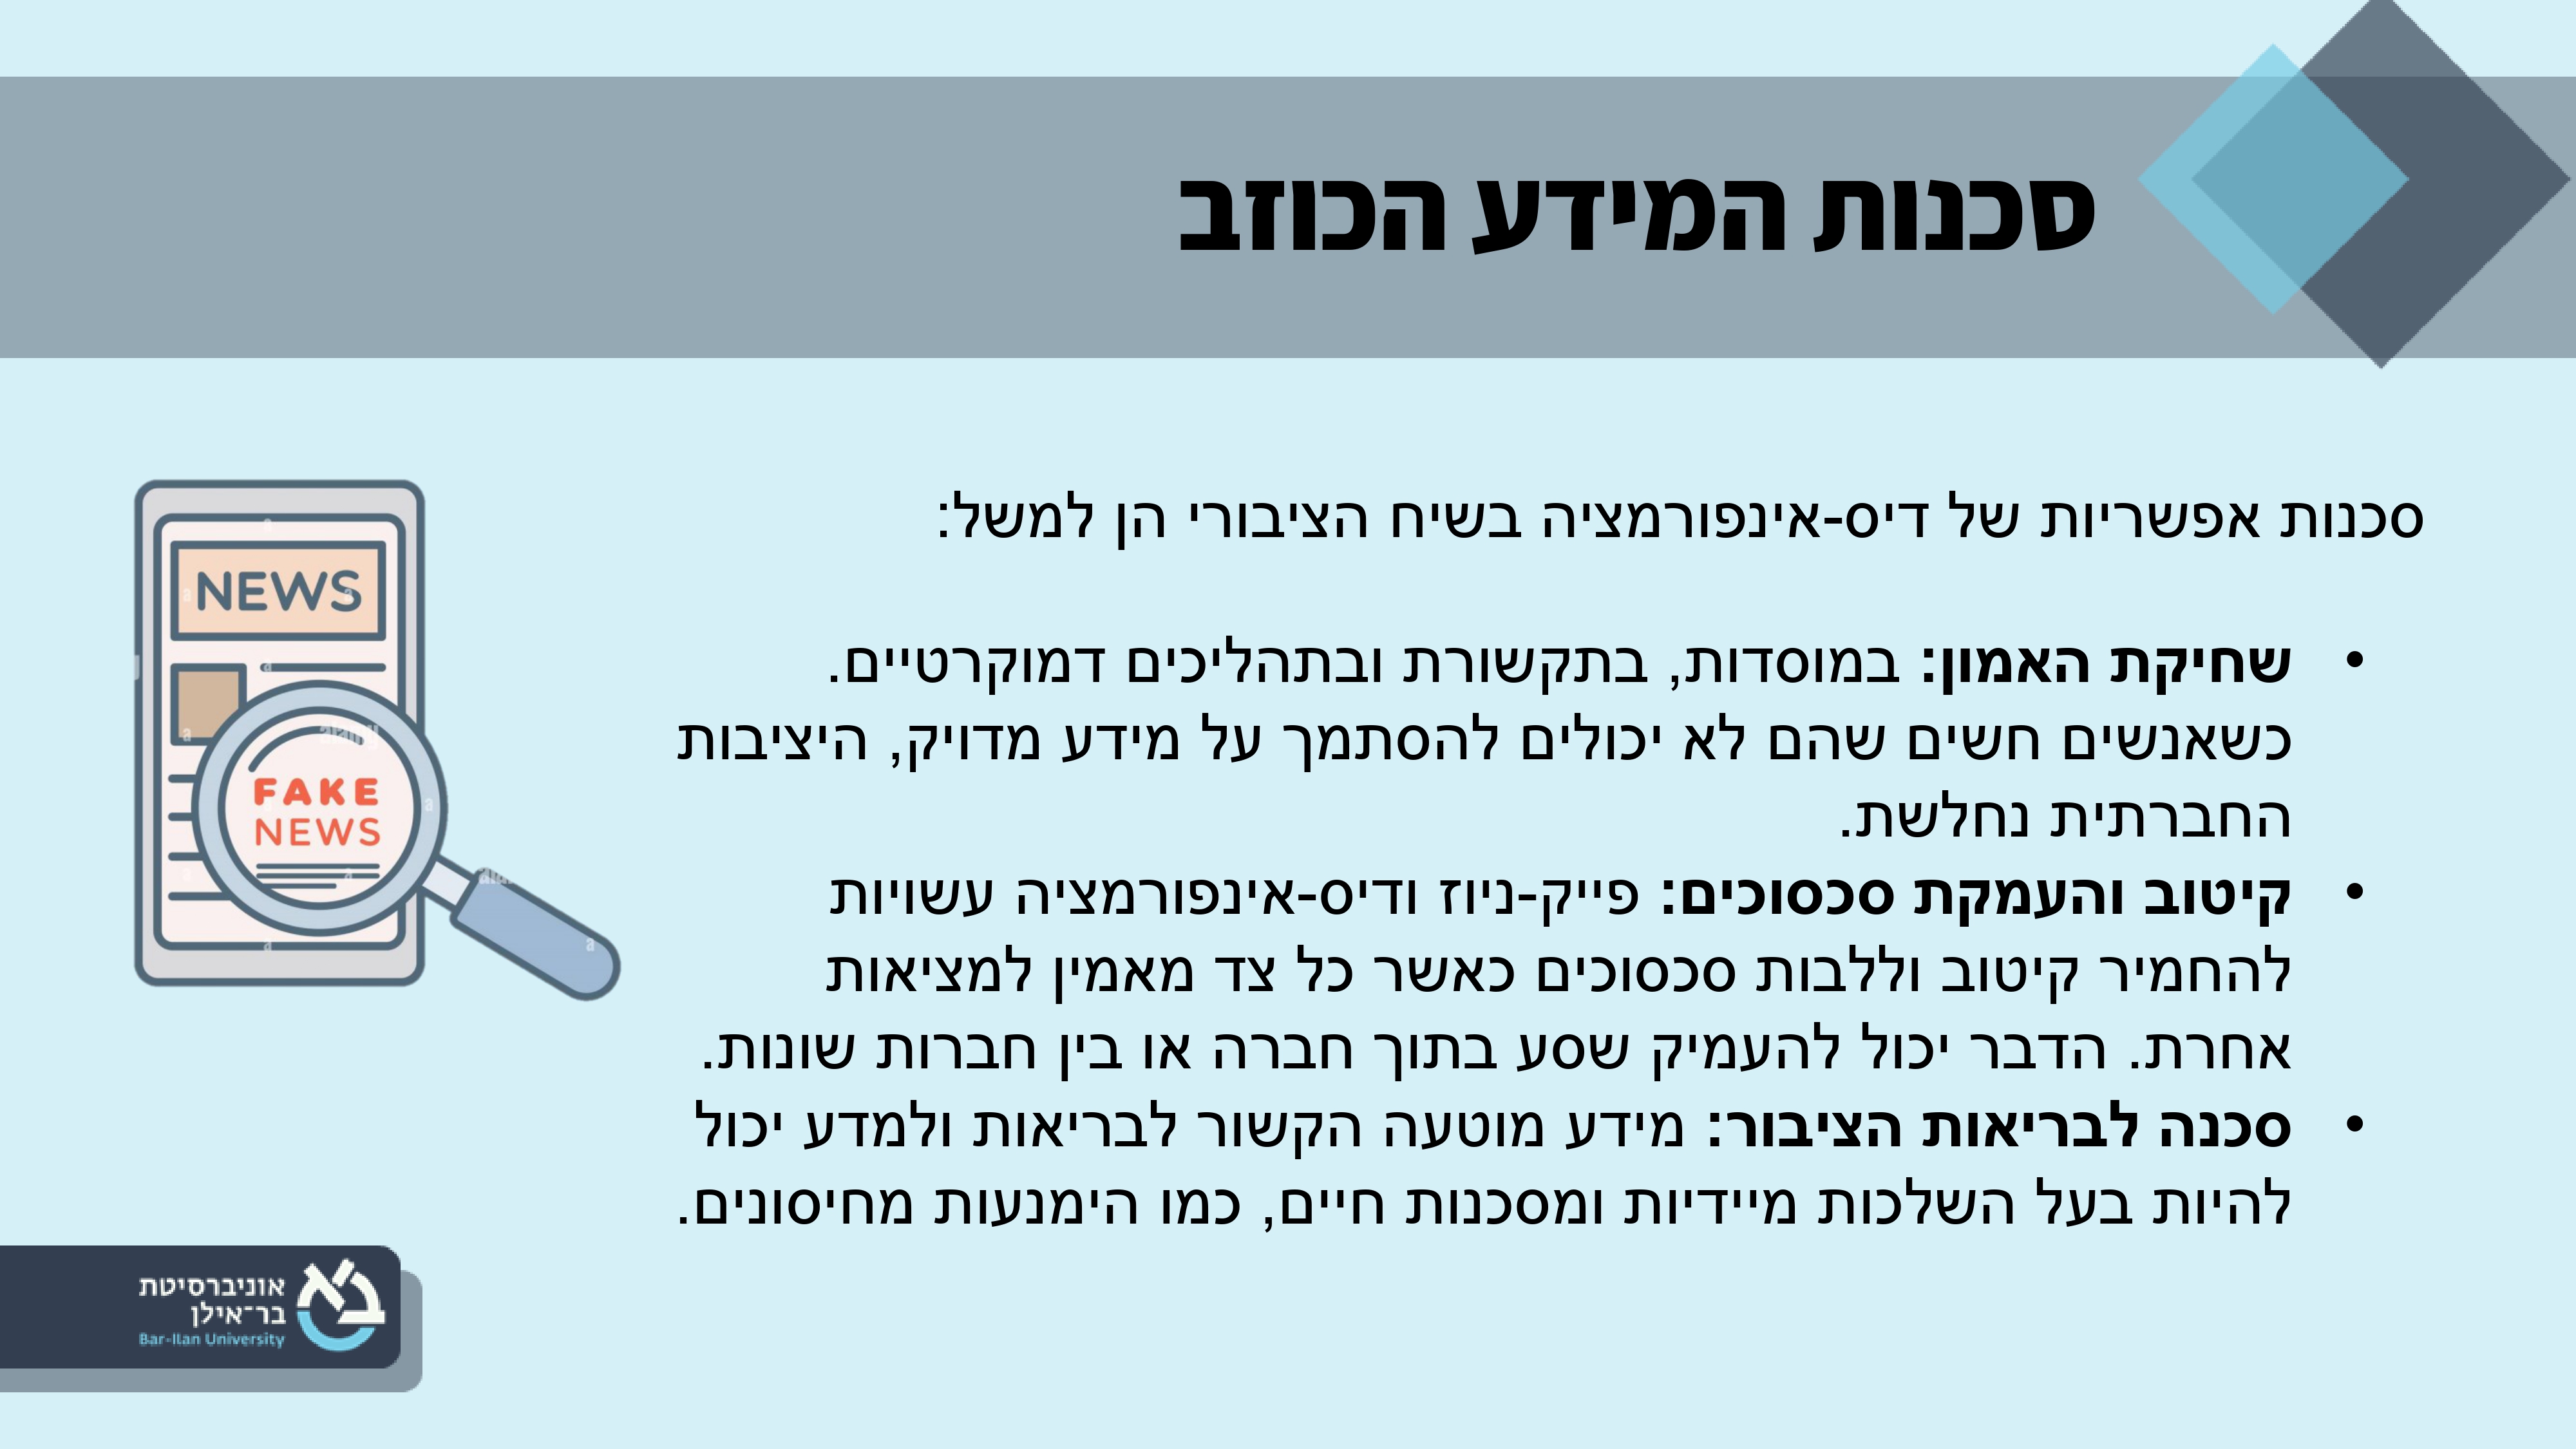 סכנות המידע הכוזב
סכנות אפשריות של דיס-אינפורמציה בשיח הציבורי הן למשל:
• שחיקת האמון: במוסדות, בתקשורת ובתהליכים דמוקרטיים.
כשאנשים חשים שהם לא יכולים להסתמך על מידע מדויק, היציבות
החברתית נחלשת.
• קיטוב והעמקת סכסוכים: פייק-ניוז ודיס-אינפורמציה עשויות
להחמיר קיטוב וללבות סכסוכים כאשר כל צד מאמין למציאות
אחרת. הדבר יכול להעמיק שסע בתוך חברה או בין חברות שונות.
• סכנה לבריאות הציבור: מידע מוטעה הקשור לבריאות ולמדע יכול
להיות בעל השלכות מיידיות ומסכנות חיים, כמו הימנעות מחיסונים.
NEWS
FAKE
NEWS
אוניברסיטת
בר־אילן
Bar-Ilan University